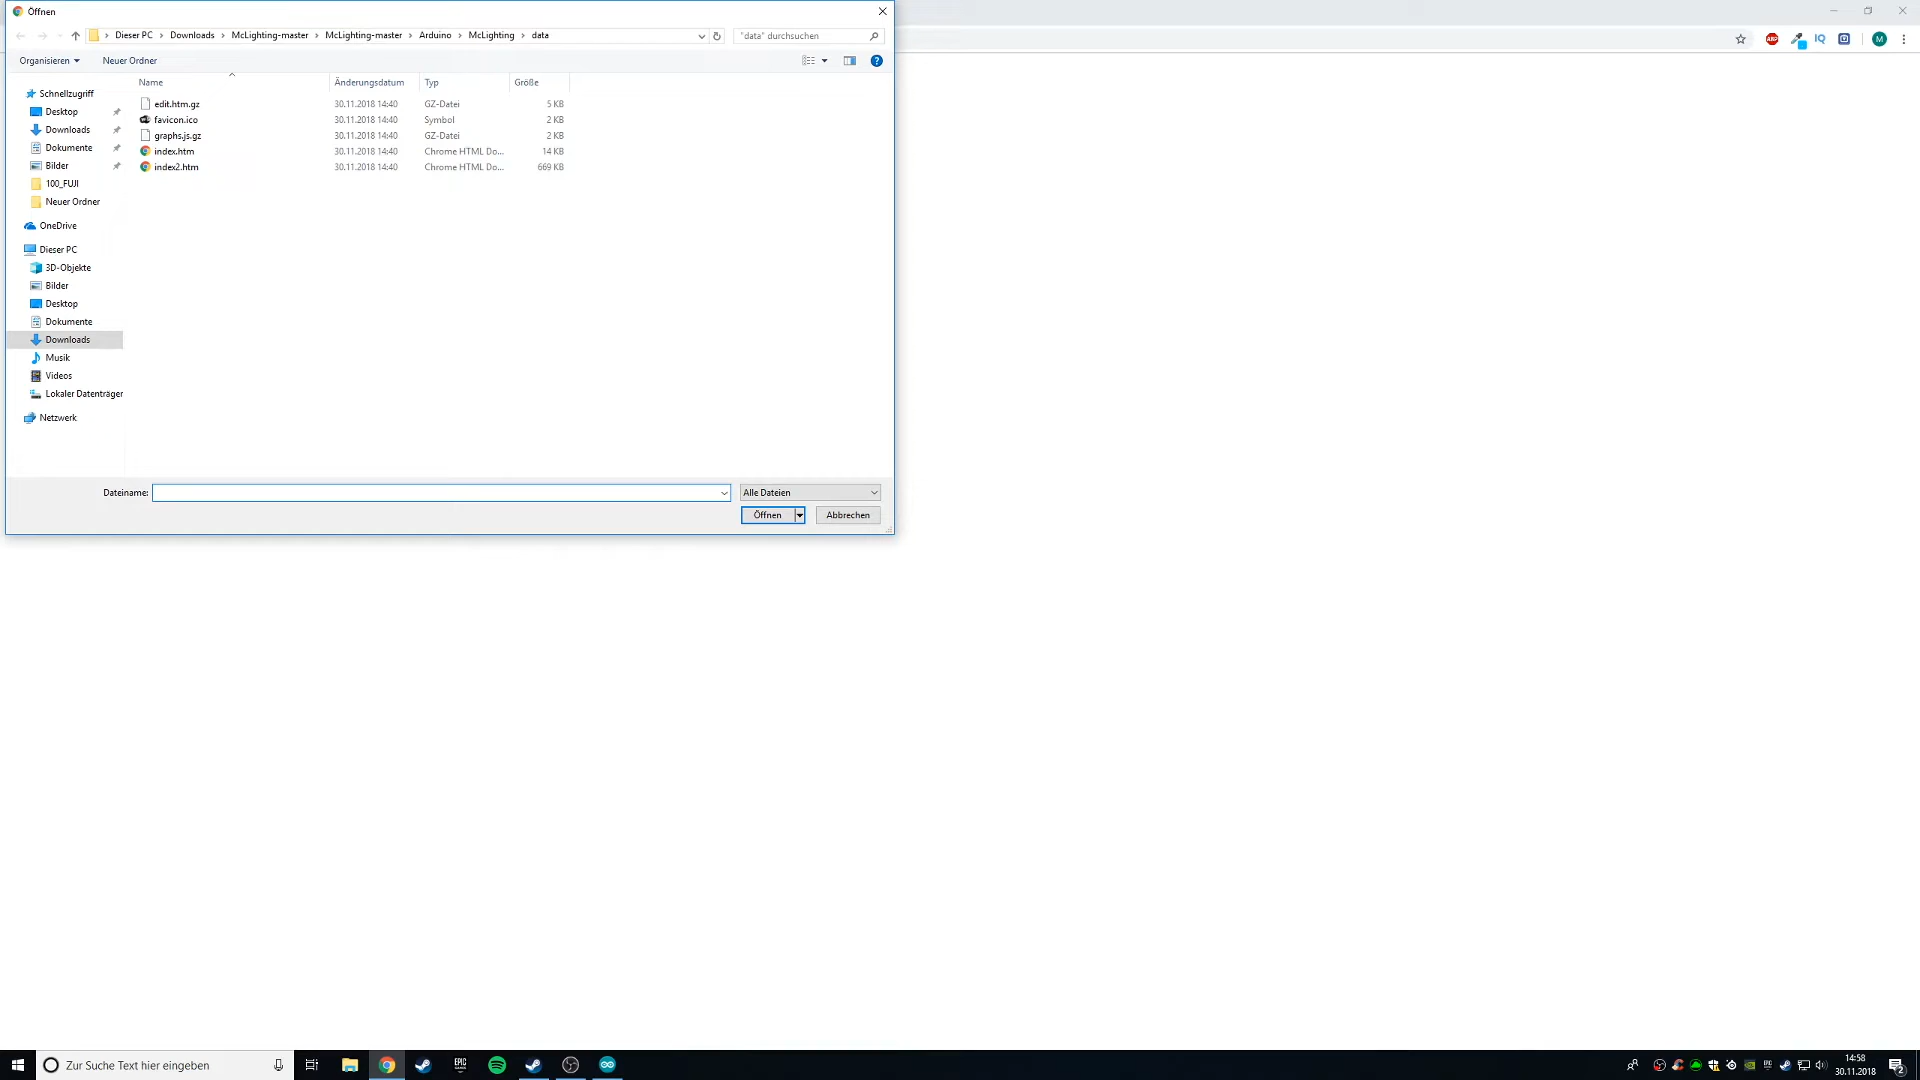 Öffnen
Dieser PC > Downloads > McLighting-master > McLighting-master > Arduino > McLighting > data
"data" durchsuchen
Organisieren
Neuer Ordner
Name Änderungsdatum Typ Größe
edit.htm.gz 30.11.2018 14:40 GZ-Datei 5 KB
favicon.ico 30.11.2018 14:40 Symbol 2 KB
graphs.js.gz 30.11.2018 14:40 GZ-Datei 2 KB
index.htm 30.11.2018 14:40 Chrome HTML Do... 14 KB
index2.htm 30.11.2018 14:40 Chrome HTML Do... 669 KB
Schnellzugriff
Desktop
Downloads
Dokumente
Bilder
100_FUJI
Neuer Ordner
OneDrive
Dieser PC
3D-Objekte
Bilder
Desktop
Dokumente
Downloads
Musik
Videos
Lokaler Datenträger
Netzwerk
Dateiname:
Alle Dateien
Öffnen
Abbrechen
ABP
IQ
M
Zur Suche Text hier eingeben
EPIC
14:58
30.11.2018
2